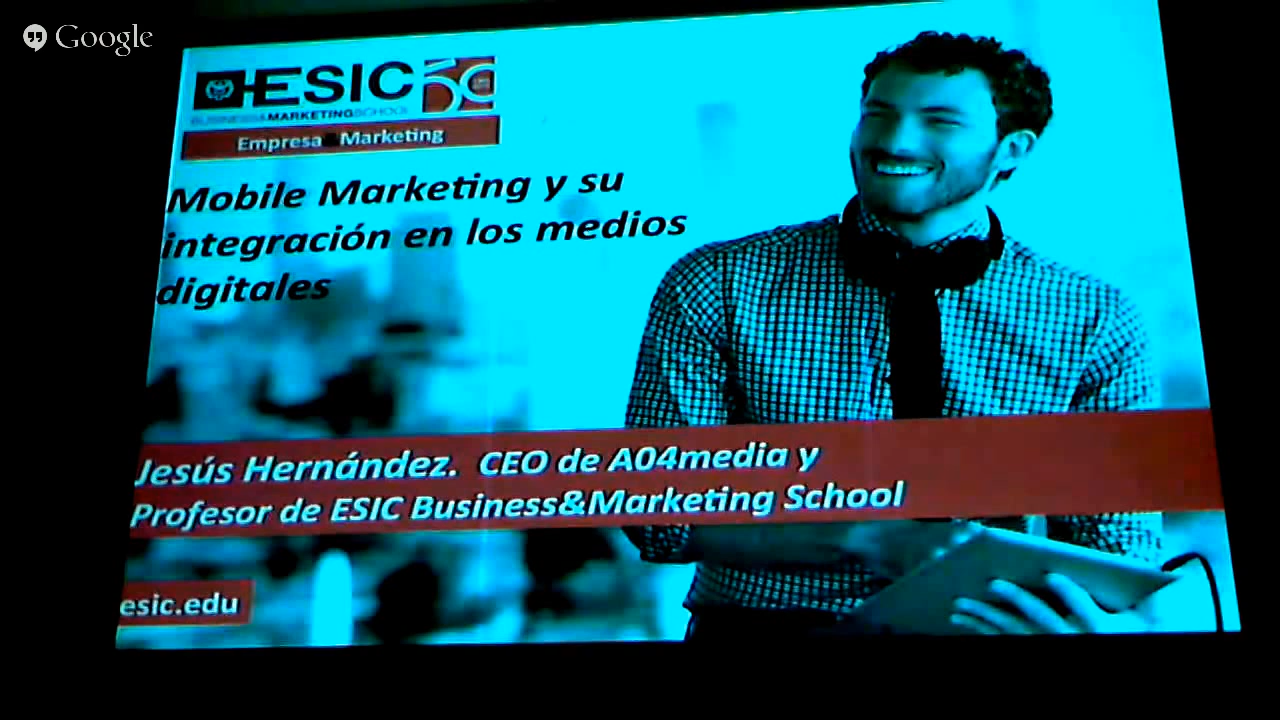 Google
ESIC 50
BUSINESS&MARKETINGSCHOOL
Empresa Marketing
Mobile Marketing y su
integración en los medios
digitales
Jesús Hernández. CEO de A04media y
Profesor de ESIC Business&Marketing School
esic.edu